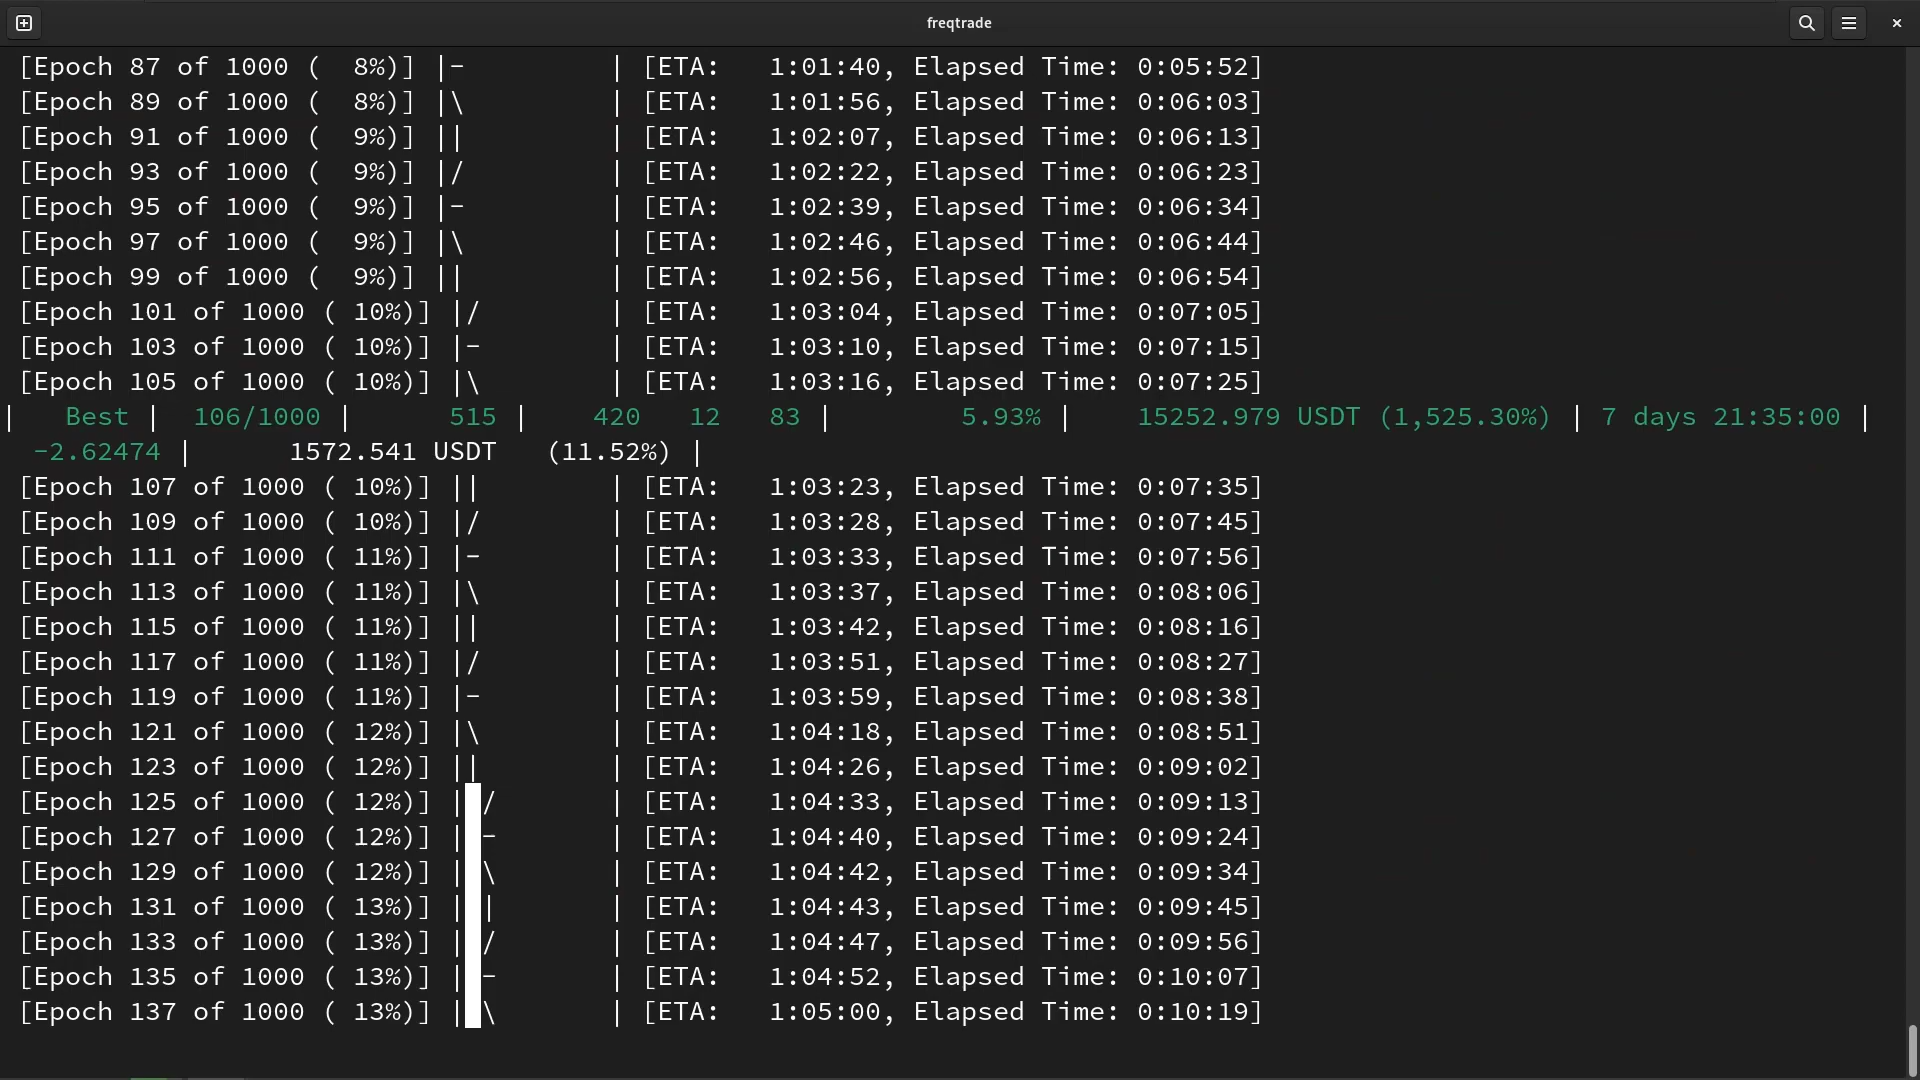 freqtrade
[Epoch 87 of 1000 (  8%)] |-         | [ETA:   1:01:40, Elapsed Time: 0:05:52]
[Epoch 89 of 1000 (  8%)] |\         | [ETA:   1:01:56, Elapsed Time: 0:06:03]
[Epoch 91 of 1000 (  9%)] ||         | [ETA:   1:02:07, Elapsed Time: 0:06:13]
[Epoch 93 of 1000 (  9%)] |/         | [ETA:   1:02:22, Elapsed Time: 0:06:23]
[Epoch 95 of 1000 (  9%)] |-         | [ETA:   1:02:39, Elapsed Time: 0:06:34]
[Epoch 97 of 1000 (  9%)] |\         | [ETA:   1:02:46, Elapsed Time: 0:06:44]
[Epoch 99 of 1000 (  9%)] ||         | [ETA:   1:02:56, Elapsed Time: 0:06:54]
[Epoch 101 of 1000 ( 10%)] |/        | [ETA:   1:03:04, Elapsed Time: 0:07:05]
[Epoch 103 of 1000 ( 10%)] |-        | [ETA:   1:03:10, Elapsed Time: 0:07:15]
[Epoch 105 of 1000 ( 10%)] |\        | [ETA:   1:03:16, Elapsed Time: 0:07:25]
|   Best |  106/1000 |      515 |    420   12   83 |        5.93% |    15252.979 USDT (1,525.30%) | 7 days 21:35:00 |
 -2.62474 |      1572.541 USDT   (11.52%) |
[Epoch 107 of 1000 ( 10%)] ||        | [ETA:   1:03:23, Elapsed Time: 0:07:35]
[Epoch 109 of 1000 ( 10%)] |/        | [ETA:   1:03:28, Elapsed Time: 0:07:45]
[Epoch 111 of 1000 ( 11%)] |-        | [ETA:   1:03:33, Elapsed Time: 0:07:56]
[Epoch 113 of 1000 ( 11%)] |\        | [ETA:   1:03:37, Elapsed Time: 0:08:06]
[Epoch 115 of 1000 ( 11%)] ||        | [ETA:   1:03:42, Elapsed Time: 0:08:16]
[Epoch 117 of 1000 ( 11%)] |/        | [ETA:   1:03:51, Elapsed Time: 0:08:27]
[Epoch 119 of 1000 ( 11%)] |-        | [ETA:   1:03:59, Elapsed Time: 0:08:38]
[Epoch 121 of 1000 ( 12%)] |\        | [ETA:   1:04:18, Elapsed Time: 0:08:51]
[Epoch 123 of 1000 ( 12%)] ||        | [ETA:   1:04:26, Elapsed Time: 0:09:02]
[Epoch 125 of 1000 ( 12%)] |█/       | [ETA:   1:04:33, Elapsed Time: 0:09:13]
[Epoch 127 of 1000 ( 12%)] |█-       | [ETA:   1:04:40, Elapsed Time: 0:09:24]
[Epoch 129 of 1000 ( 12%)] |█\       | [ETA:   1:04:42, Elapsed Time: 0:09:34]
[Epoch 131 of 1000 ( 13%)] |█|       | [ETA:   1:04:43, Elapsed Time: 0:09:45]
[Epoch 133 of 1000 ( 13%)] |█/       | [ETA:   1:04:47, Elapsed Time: 0:09:56]
[Epoch 135 of 1000 ( 13%)] |█-       | [ETA:   1:04:52, Elapsed Time: 0:10:07]
[Epoch 137 of 1000 ( 13%)] |█\       | [ETA:   1:05:00, Elapsed Time: 0:10:19]